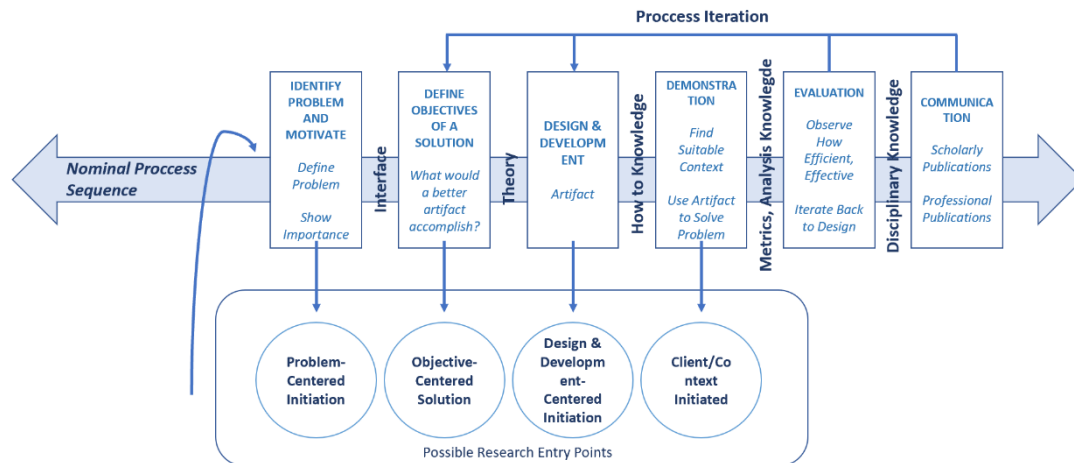 Proccess Iteration
Nominal Proccess
Sequence
IDENTIFY
PROBLEM
AND
MOTIVATE
Define
Problem
Show
Importance
Interface
DEFINE
OBJECTIVES
OF A
SOLUTION
What would
a better
artifact
accomplish?
Theory
DESIGN &
DEVELOPM
ENT
Artifact
How to Knowledge
DEMONSTRA
TION
Find
Suitable
Context
Use Artifact
to Solve
Problem
Metrics, Analysis Knowlegde
EVALUATION
Observe
How
Efficient,
Effective
Iterate Back
to Design
Disciplinary Knowledge
COMMUNICA
TION
Scholarly
Publications
Professional
Publications
Problem-
Centered
Initiation
Objective-
Centered
Solution
Design &
Developm
ent-
Centered
Initiation
Client/Co
ntext
Initiated
Possible Research Entry Points